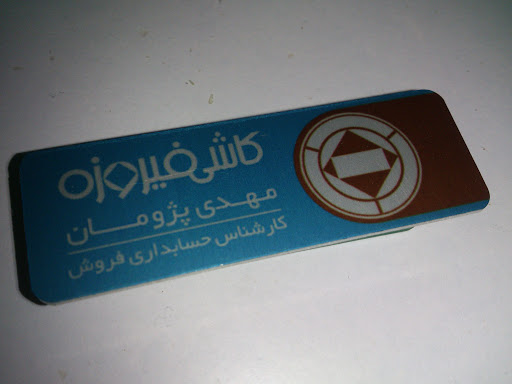 کاشی فیروزه
مهدی پژومان
کارشناس حسابداری فروش